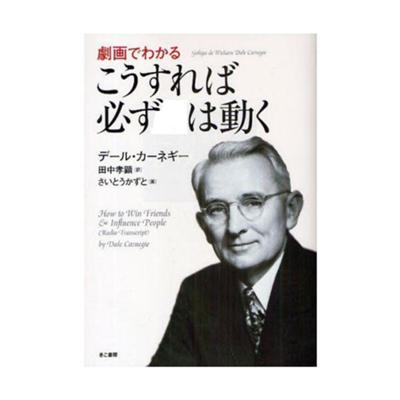 劇画でわかる
Gekiga de Wakaru Dale Carnegie
こうすれば
必ず は動く
デール・カーネギー
田中孝顕 訳
さいとうかずと 画
How to Win Friends
& Influence People
(Radio Transcript)
by Dale Carnegie
きこ書房